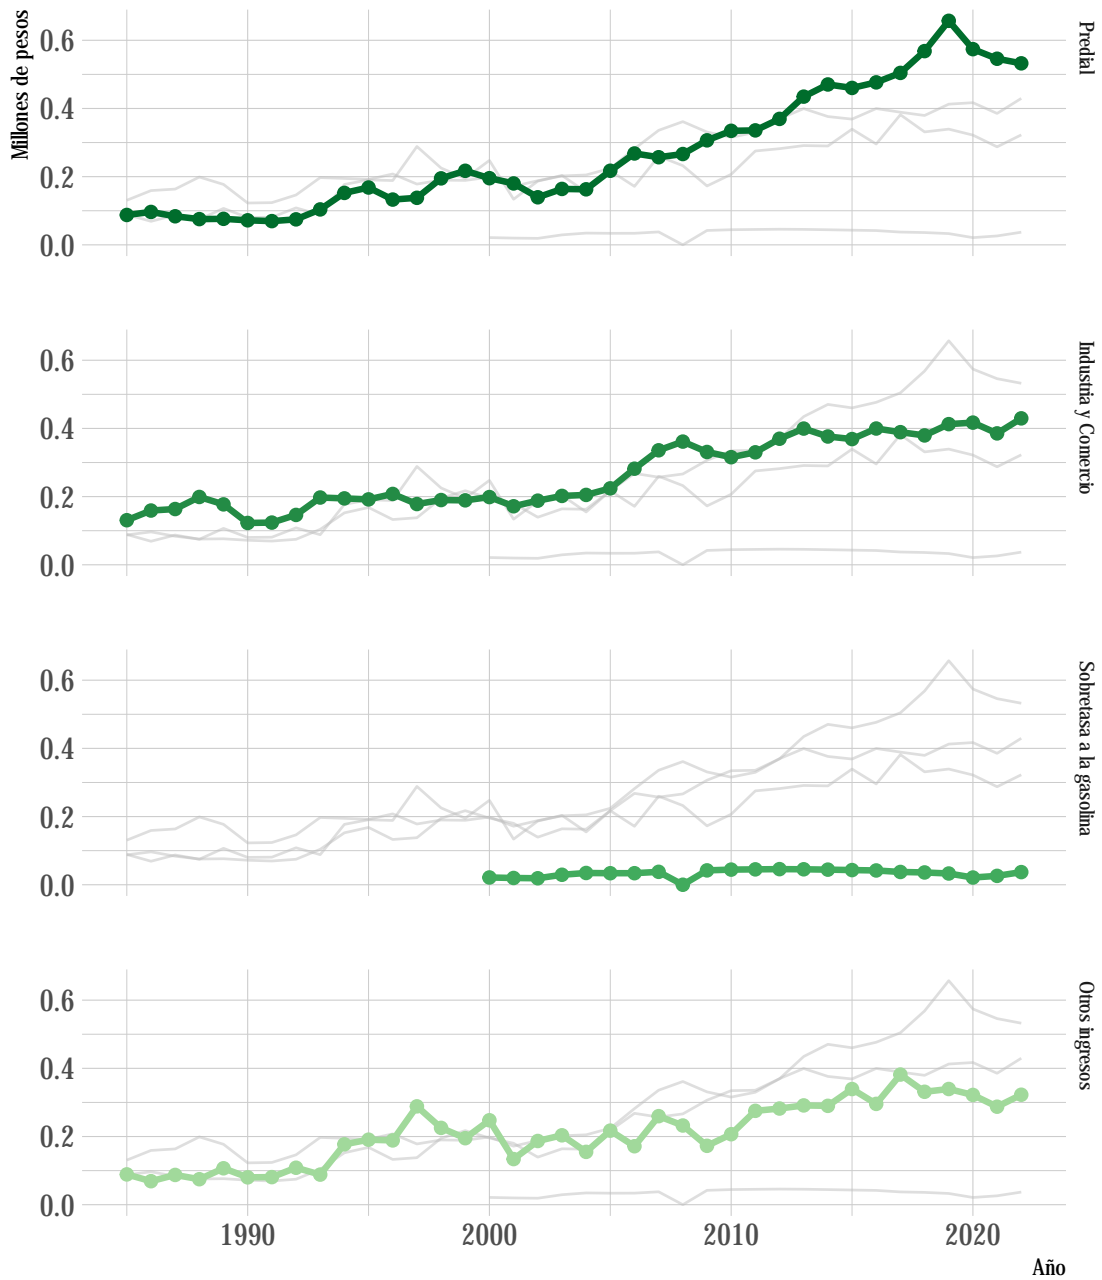 Millones de pesos
0.6
0.4
0.2
0.0
Predial
0.6
0.4
0.2
0.0
Industria y Comercio
0.6
0.4
0.2
0.0
Sobretasa a la gasolina
0.6
0.4
0.2
0.0
Otros ingresos
1990 2000 2010 2020
Año